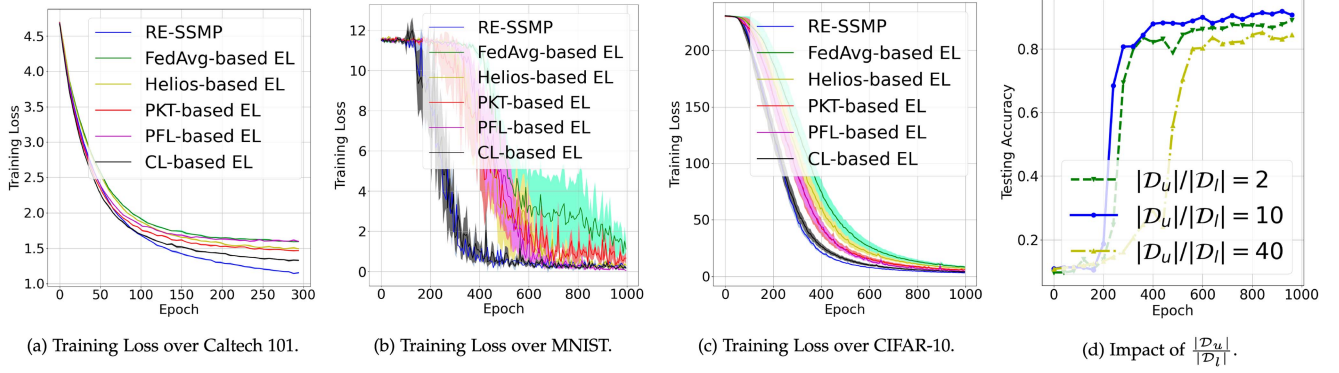 Training Loss
4.5
4.0
3.5
3.0
2.5
2.0
1.5
1.0
RE-SSMP
FedAvg-based EL
Helios-based EL
PKT-based EL
PFL-based EL
CL-based EL
0 50 100 150 200 250 300
Epoch
(a) Training Loss over Caltech 101.
Training Loss
12
10
8
6
4
2
0
RE-SSMP
FedAvg-based EL
Helios-based EL
PKT-based EL
PFL-based EL
CL-based EL
0 200 400 600 800 1000
Epoch
(b) Training Loss over MNIST.
Training Loss
200
150
100
50
0
RE-SSMP
FedAvg-based EL
Helios-based EL
PKT-based EL
PFL-based EL
CL-based EL
0 200 400 600 800 1000
Epoch
(c) Training Loss over CIFAR-10.
Testing Accuracy
0.8
0.6
0.4
0.2
|𝒟u|/|𝒟l| = 2
|𝒟u|/|𝒟l| = 10
|𝒟u|/|𝒟l| = 40
0 200 400 600 800 1000
Epoch
(d) Impact of |𝒟u|/|𝒟l|.